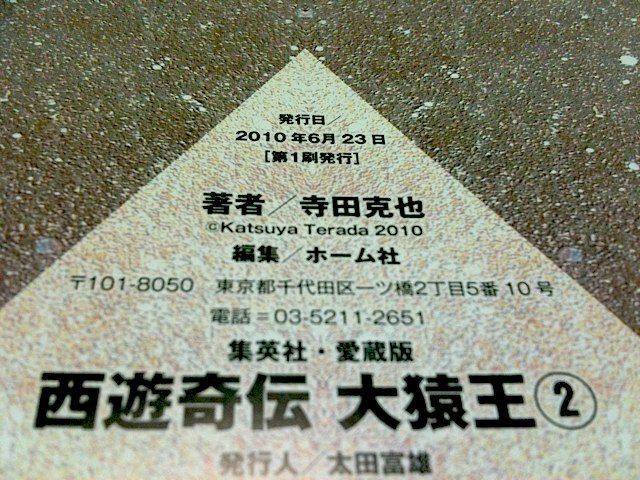 発行日/
2010年6月23日
[第1刷発行]
著者/寺田克也
©Katsuya Terada 2010
編集/ホーム社
〒101-8050 東京都千代田区一ツ橋2丁目5番10号
電話=03-5211-2651
集英社・愛蔵版
西遊奇伝 大猿王②
発行人/太田富雄